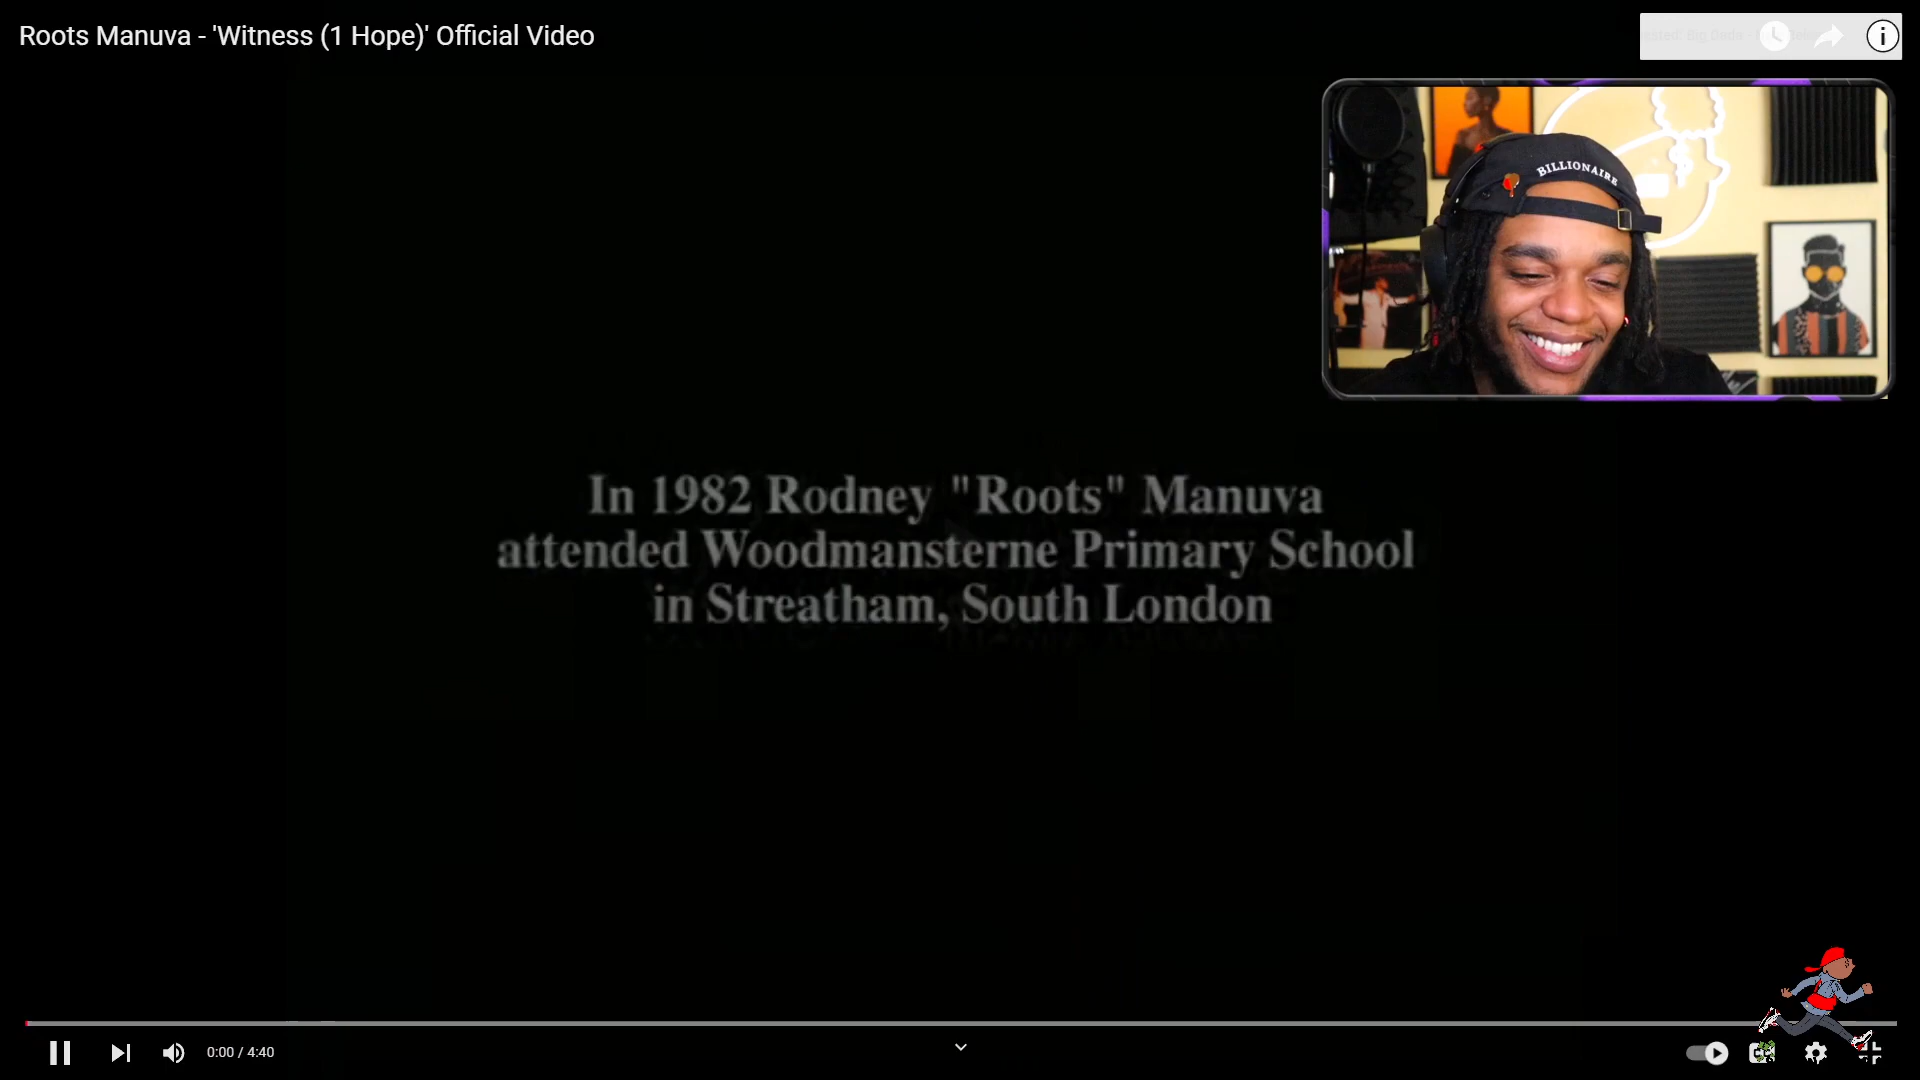 Roots Manuva - 'Witness (1 Hope)' Official Video
BILLIONAIRE
In 1982 Rodney "Roots" Manuva
attended Woodmansterne Primary School
in Streatham, South London
0:00 / 4:40
CC